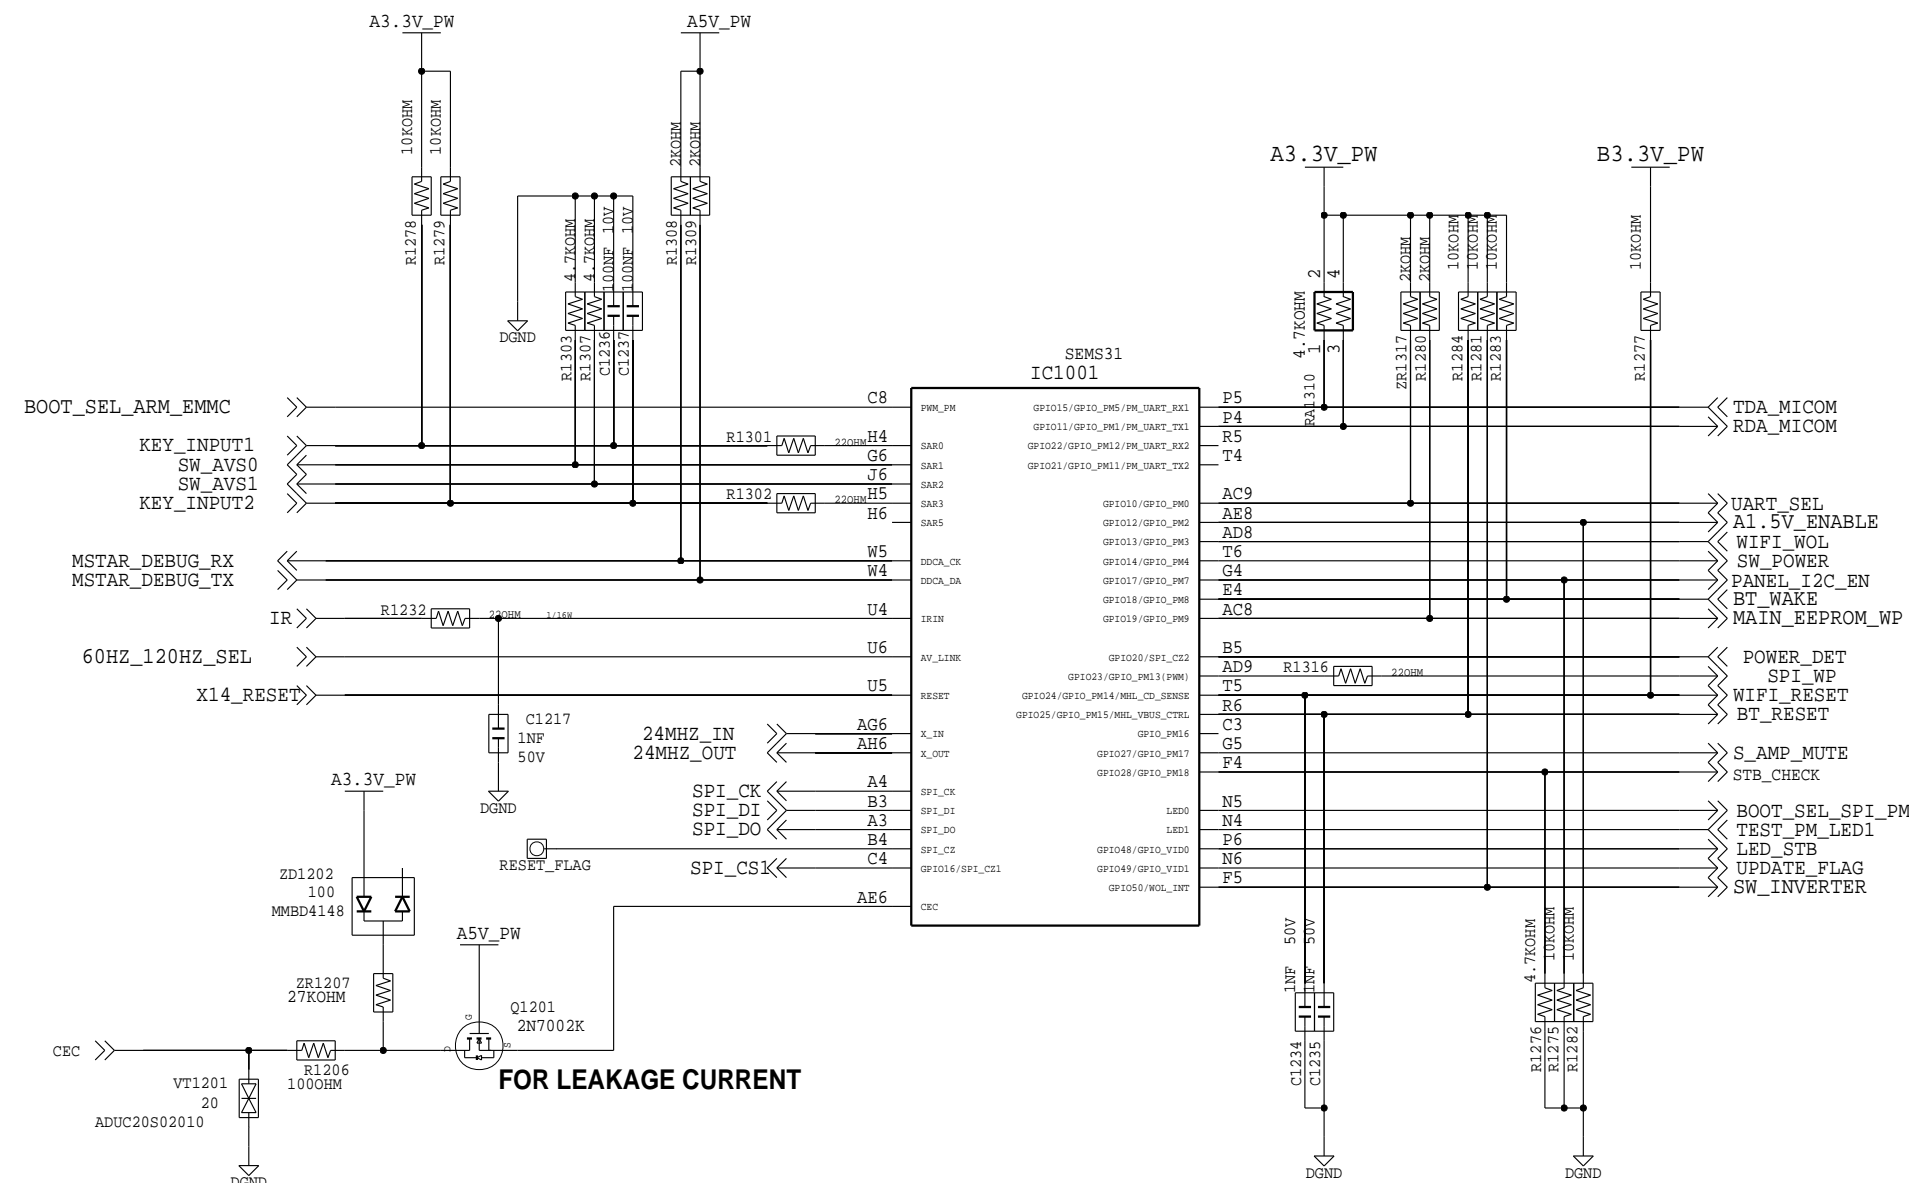 A3.3V_PW
A5V_PW
10KOHM
10KOHM
2KOHM
2KOHM
R1278
R1279
R1308
R1309
4.7KOHM
4.7KOHM
100NF 10V
100NF 10V
DGND
R1303
R1307
C1236
C1237
A3.3V_PW
B3.3V_PW
2
4
4.7KOHM
1
3
RA1310
2KOHM
2KOHM
10KOHM
10KOHM
10KOHM
10KOHM
ZR1317
R1280
R1284
R1281
R1283
R1277
SEMS31
IC1001
BOOT_SEL_ARM_EMMC
C8
PWM_PM
KEY_INPUT1
R1301
22OHM
H4
SAR0
SW_AVS0
G6
SAR1
SW_AVS1
J6
SAR2
KEY_INPUT2
R1302
22OHM
H5
SAR3
H6
SAR5
MSTAR_DEBUG_RX
W5
DDCA_CK
MSTAR_DEBUG_TX
W4
DDCA_DA
IR
R1232
22OHM
1/16W
U4
IRIN
60HZ_120HZ_SEL
U6
AV_LINK
X14_RESET
U5
RESET
C1217
1NF
50V
DGND
24MHZ_IN
AG6
X_IN
24MHZ_OUT
AH6
X_OUT
SPI_CK
A4
SPI_CK
SPI_DI
B3
SPI_DI
SPI_DO
A3
SPI_DO
RESET_FLAG
B4
SPI_CZ
SPI_CS1
C4
GPIO16/SPI_CZ1
AE6
CEC
GPIO15/GPIO_PM5/PM_UART_RX1
P5
TDA_MICOM
GPIO11/GPIO_PM1/PM_UART_TX1
P4
RDA_MICOM
GPIO22/GPIO_PM12/PM_UART_RX2
R5
GPIO21/GPIO_PM11/PM_UART_TX2
T4
GPIO10/GPIO_PM0
AC9
UART_SEL
GPIO12/GPIO_PM2
AE8
A1.5V_ENABLE
GPIO13/GPIO_PM3
AD8
WIFI_WOL
GPIO14/GPIO_PM4
T6
SW_POWER
GPIO17/GPIO_PM7
G4
PANEL_I2C_EN
GPIO18/GPIO_PM8
E4
BT_WAKE
GPIO19/GPIO_PM9
AC8
MAIN_EEPROM_WP
GPIO20/SPI_CZ2
B5
POWER_DET
GPIO23/GPIO_PM13(PWM)
AD9
R1316
22OHM
SPI_WP
GPIO24/GPIO_PM14/MHL_CD_SENSE
T5
WIFI_RESET
GPIO25/GPIO_PM15/MHL_VBUS_CTRL
R6
BT_RESET
GPIO_PM16
C3
GPIO27/GPIO_PM17
G5
S_AMP_MUTE
GPIO28/GPIO_PM18
F4
STB_CHECK
LED0
N5
BOOT_SEL_SPI_PM
LED1
N4
TEST_PM_LED1
GPIO48/GPIO_VID0
P6
LED_STB
GPIO49/GPIO_VID1
N6
UPDATE_FLAG
GPIO50/WOL_INT
F5
SW_INVERTER
A3.3V_PW
ZD1202
100
MMBD4148
ZR1207
27KOHM
A5V_PW
G
D
S
Q1201
2N7002K
CEC
R1206
100OHM
VT1201
20
ADUC20S02010
DGND
FOR LEAKAGE CURRENT
1NF 50V
1NF 50V
C1234
C1235
DGND
4.7KOHM
10KOHM
10KOHM
R1276
R1275
R1282
DGND